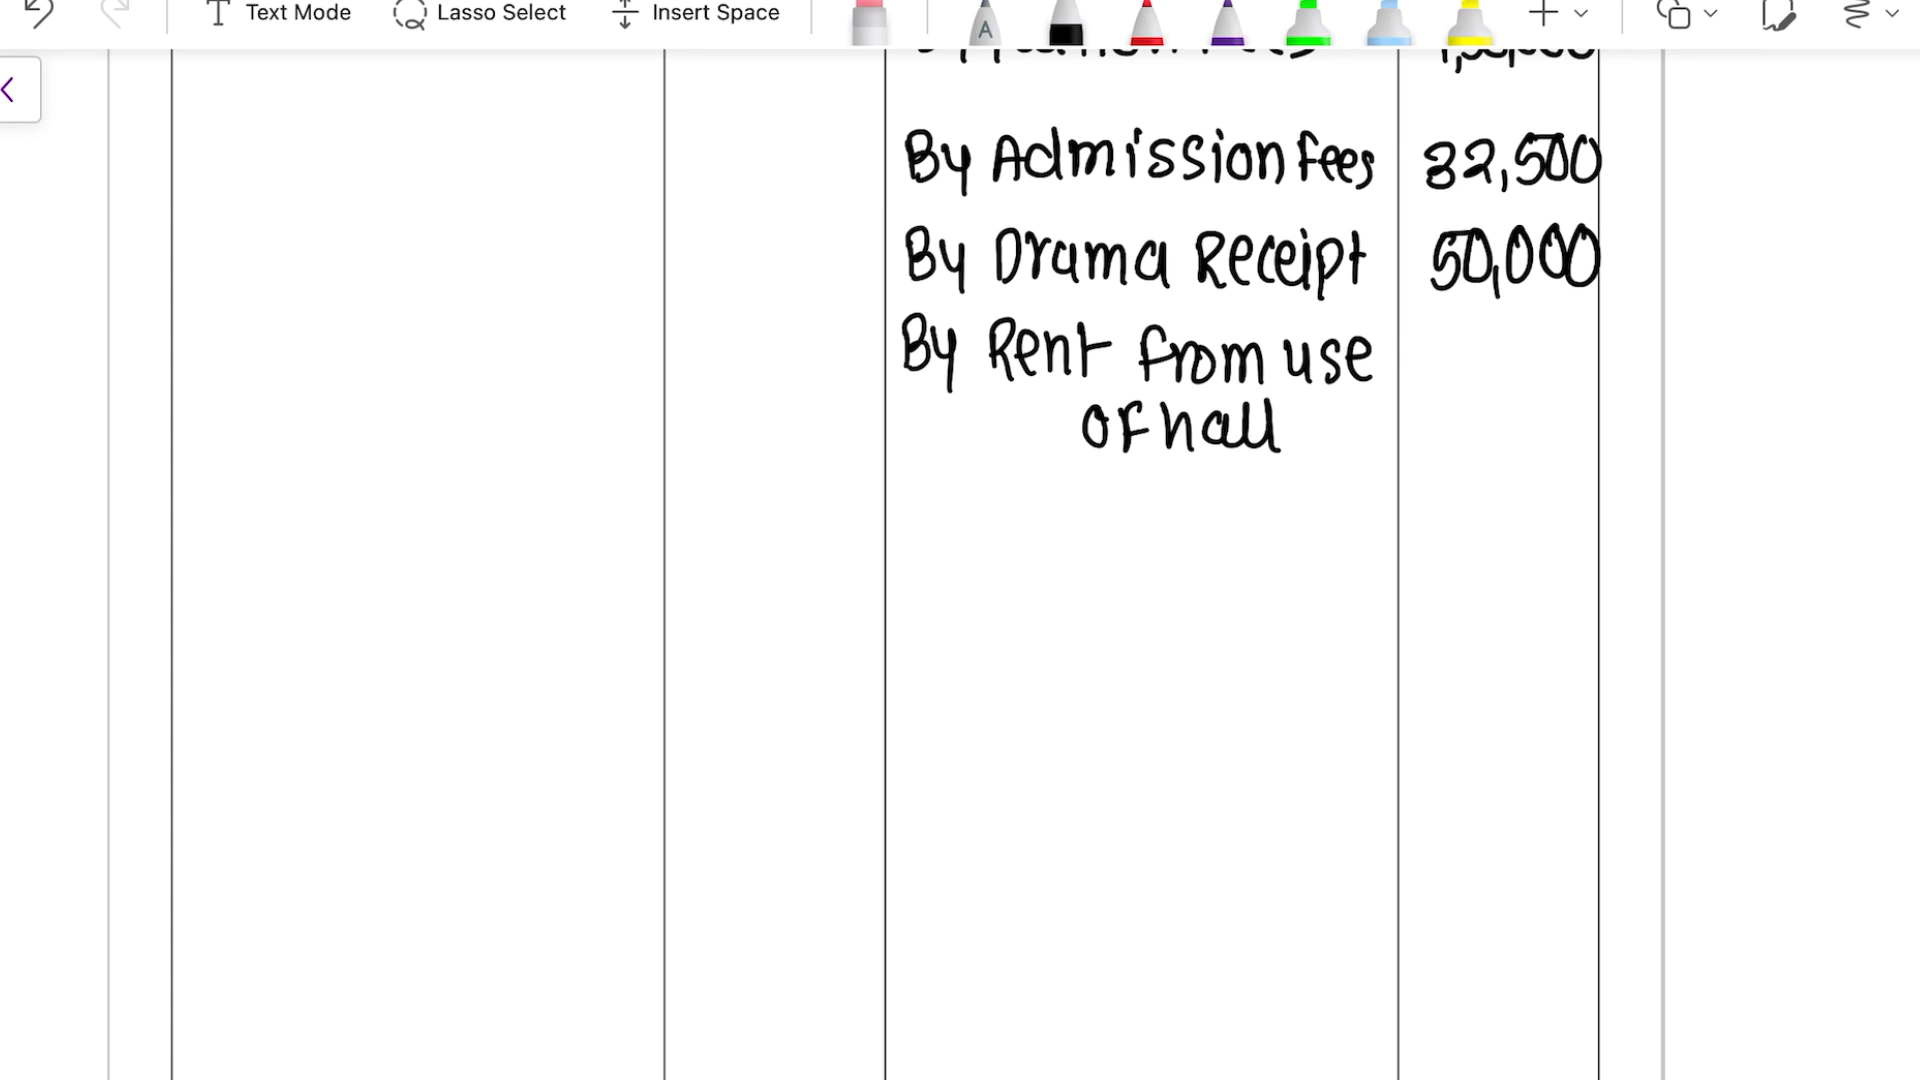 Text Mode Lasso Select Insert Space
A
By Admission Fees 32,500
By Drama Receipt 50,000
By Rent from use
of hall